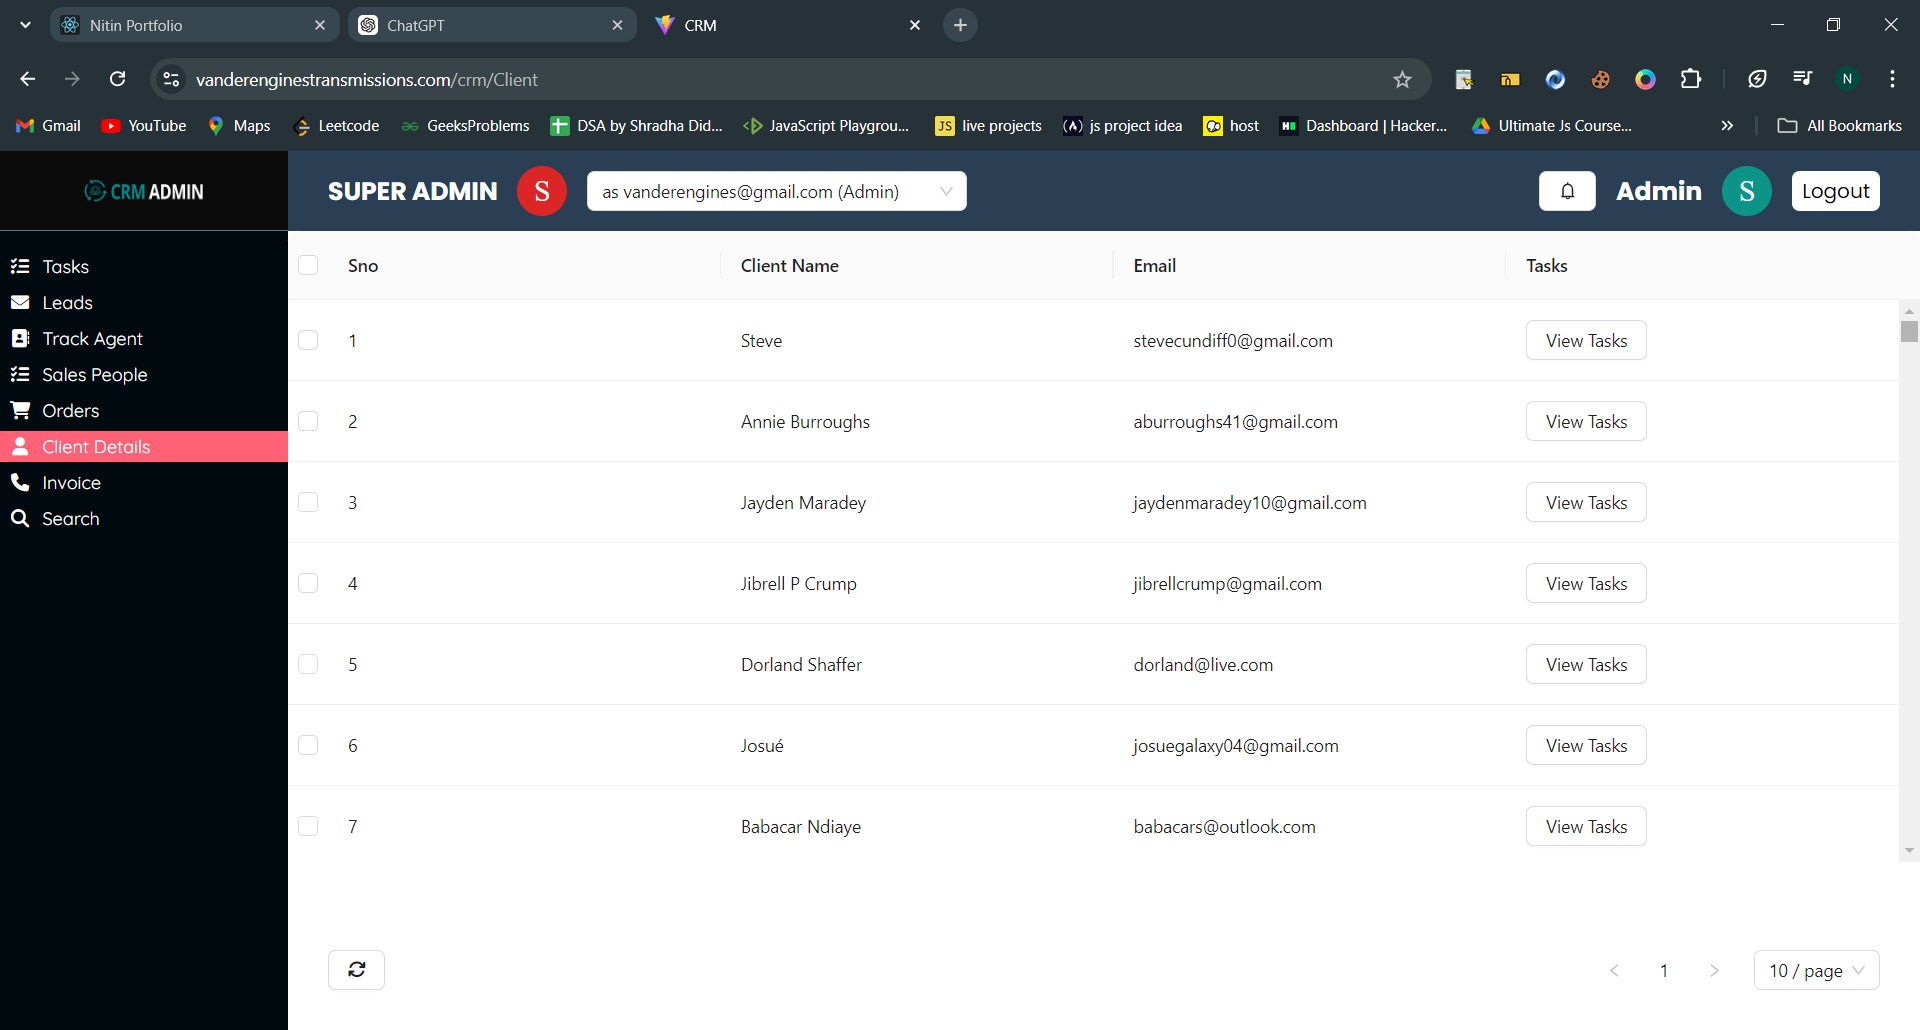 Nitin Portfolio
ChatGPT
CRM
vanderenginestransmissions.com/crm/Client
N
Gmail
YouTube
Maps
Leetcode
GeeksProblems
DSA by Shradha Did...
JavaScript Playgrou...
JS live projects
js project idea
host
Dashboard | Hacker...
Ultimate Js Course...
All Bookmarks
CRM ADMIN
SUPER ADMIN
S
as vanderengines@gmail.com (Admin)
Admin
S
Logout
Tasks
Leads
Track Agent
Sales People
Orders
Client Details
Invoice
Search
Sno Client Name Email Tasks
1 Steve stevecundiff0@gmail.com View Tasks
2 Annie Burroughs aburroughs41@gmail.com View Tasks
3 Jayden Maradey jaydenmaradey10@gmail.com View Tasks
4 Jibrell P Crump jibrellcrump@gmail.com View Tasks
5 Dorland Shaffer dorland@live.com View Tasks
6 Josué josuegalaxy04@gmail.com View Tasks
7 Babacar Ndiaye babacars@outlook.com View Tasks
< 1 > 10 / page